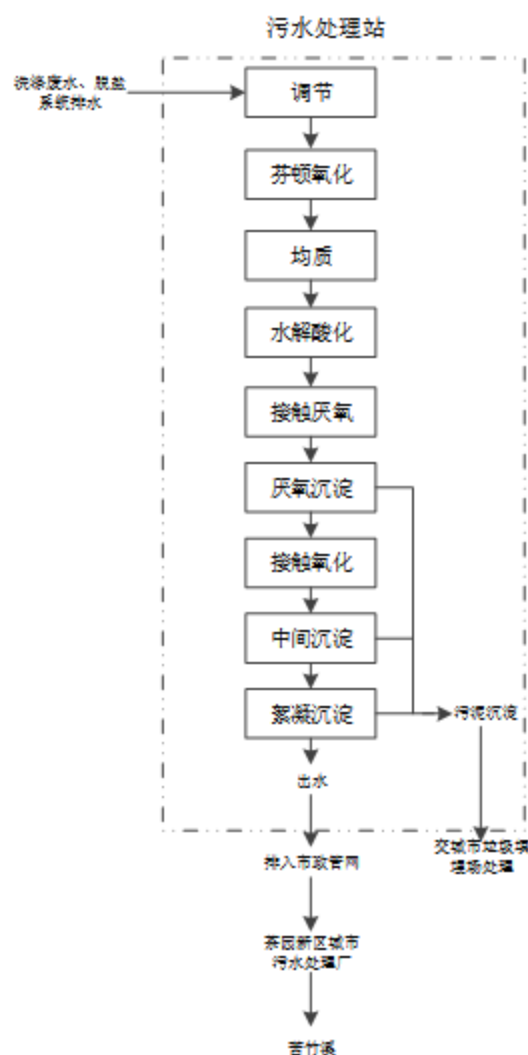 污水处理站
洗涤废水、脱盐
系统排水
调节
芬顿氧化
均质
水解酸化
接触厌氧
厌氧沉淀
接触氧化
中间沉淀
絮凝沉淀
污泥沉淀
出水
排入市政管网
交城市垃圾填
埋场处理
茶园新区城市
污水处理厂
苦竹溪